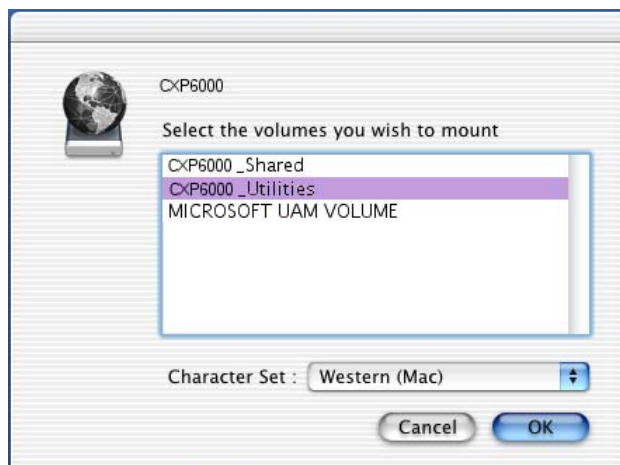 CXP6000
Select the volumes you wish to mount
CXP6000 _Shared
CXP6000 _Utilities
MICROSOFT UAM VOLUME
Character Set : Western (Mac)
Cancel OK